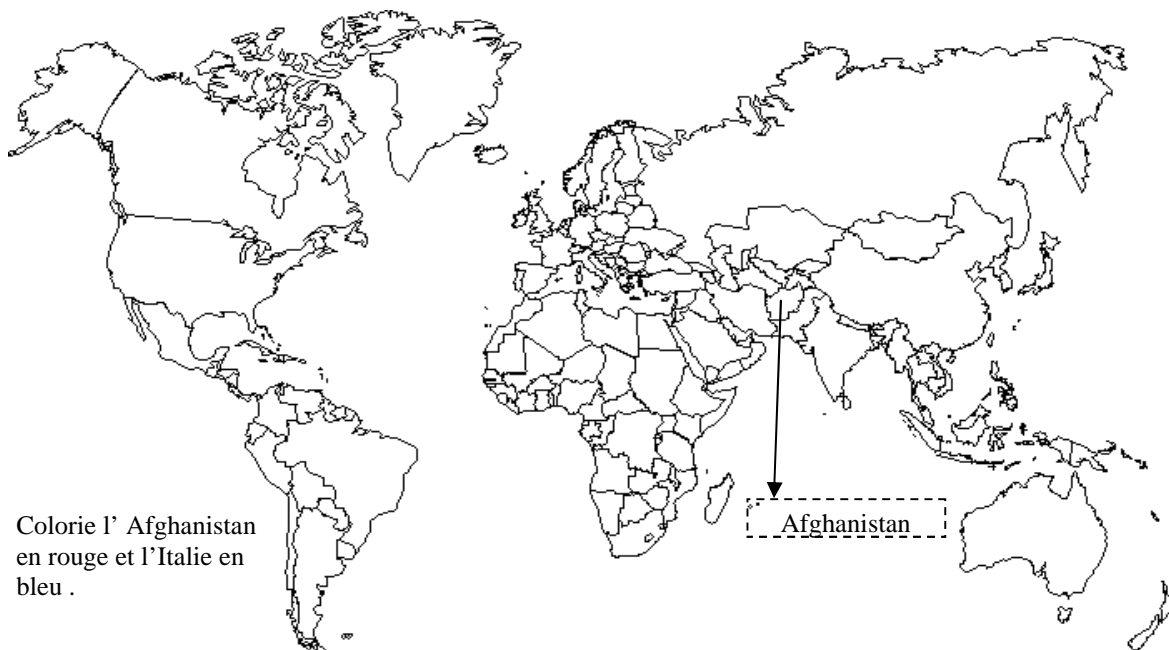 Afghanistan
Colorie l’ Afghanistan
en rouge et l’Italie en
bleu .